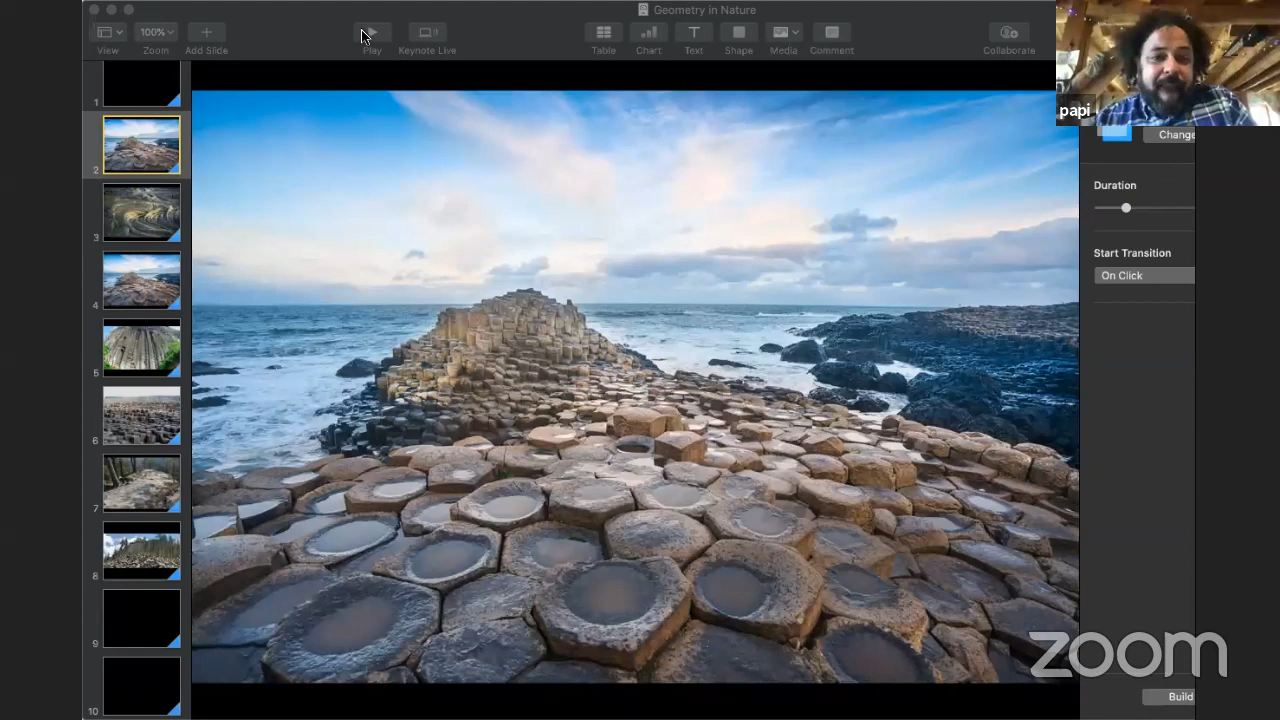 Geometry in Nature
100%
View
Zoom
Add Slide
Play
Keynote Live
Table
Chart
Text
Shape
Media
Comment
Collaborate
papi
Change
Duration
Start Transition
On Click
Build
1
2
3
4
5
6
7
8
9
10
zoom